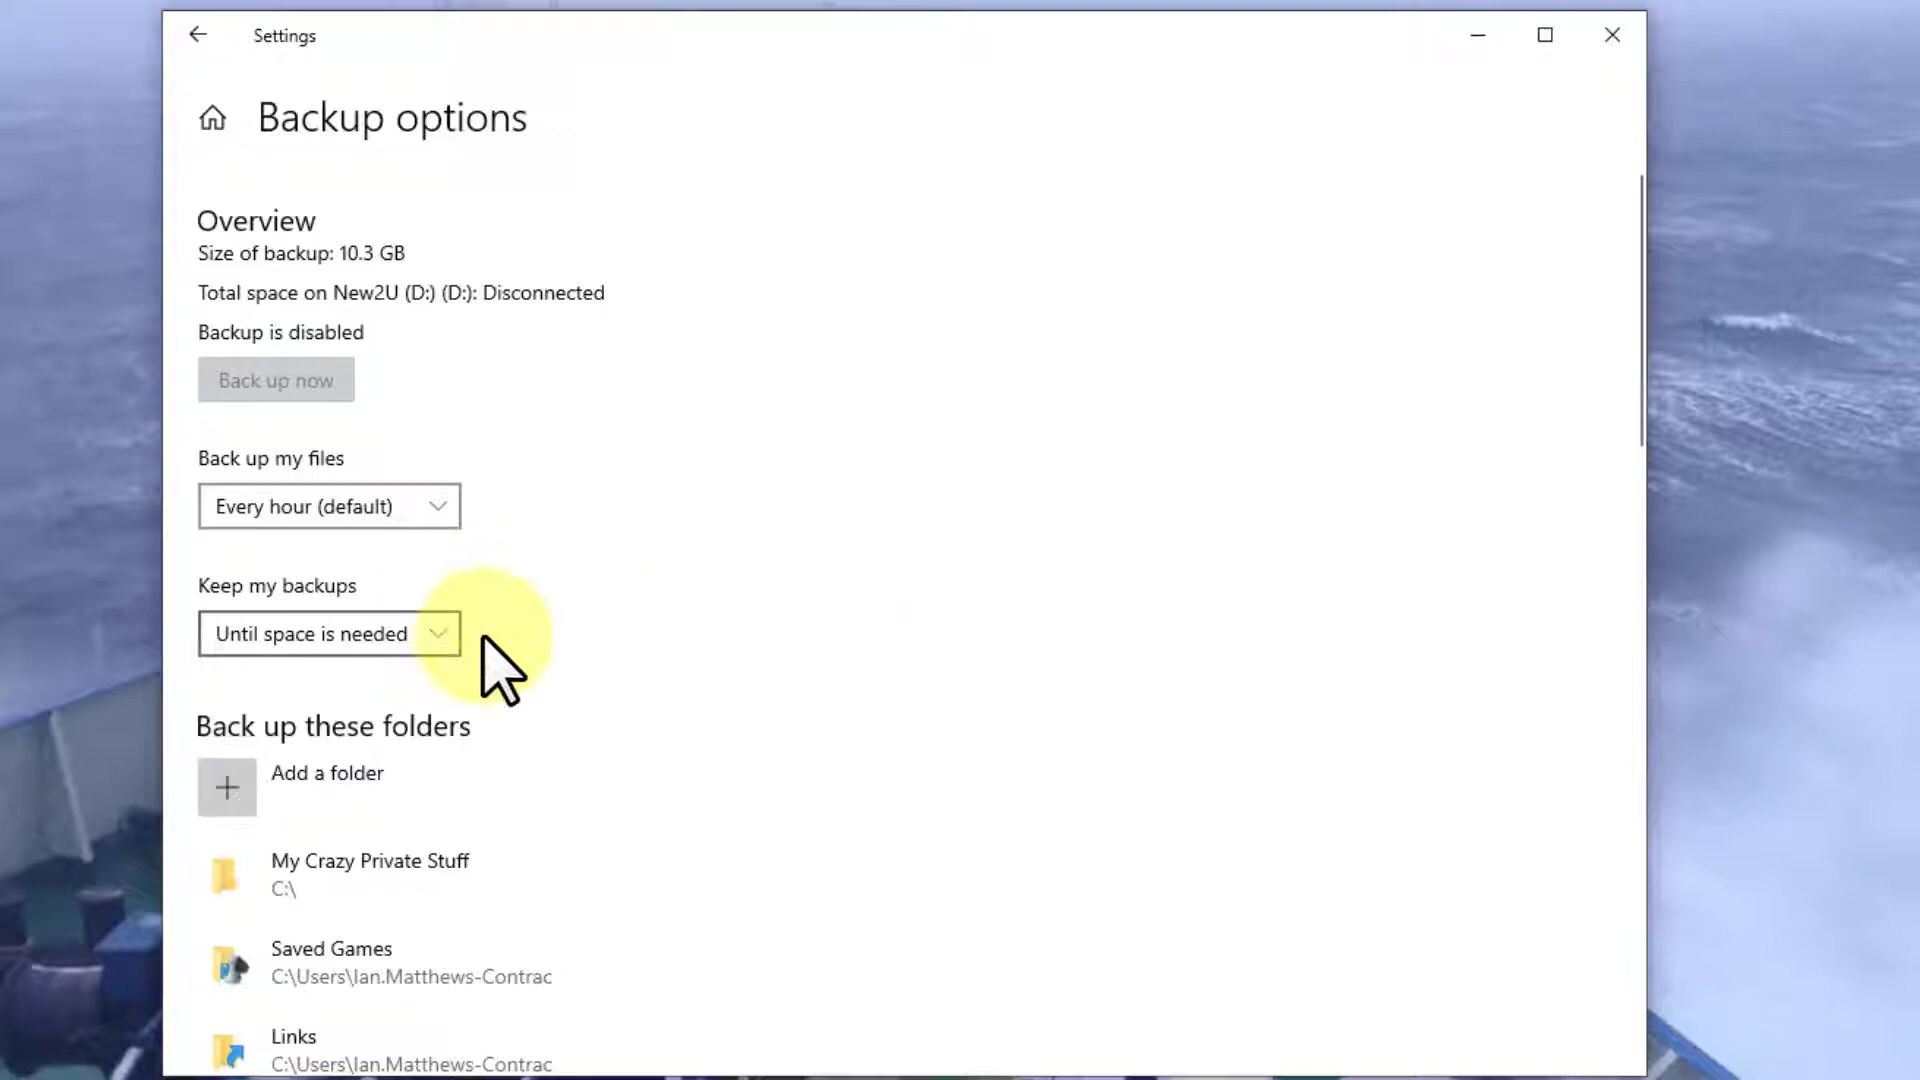 Settings
Backup options
Overview
Size of backup: 10.3 GB
Total space on New2U (D:) (D:): Disconnected
Backup is disabled
Back up now
Back up my files
Every hour (default)
Keep my backups
Until space is needed
Back up these folders
Add a folder
My Crazy Private Stuff
C:\
Saved Games
C:\Users\Ian.Matthews-Contrac
Links
C:\Users\Ian.Matthews-Contrac